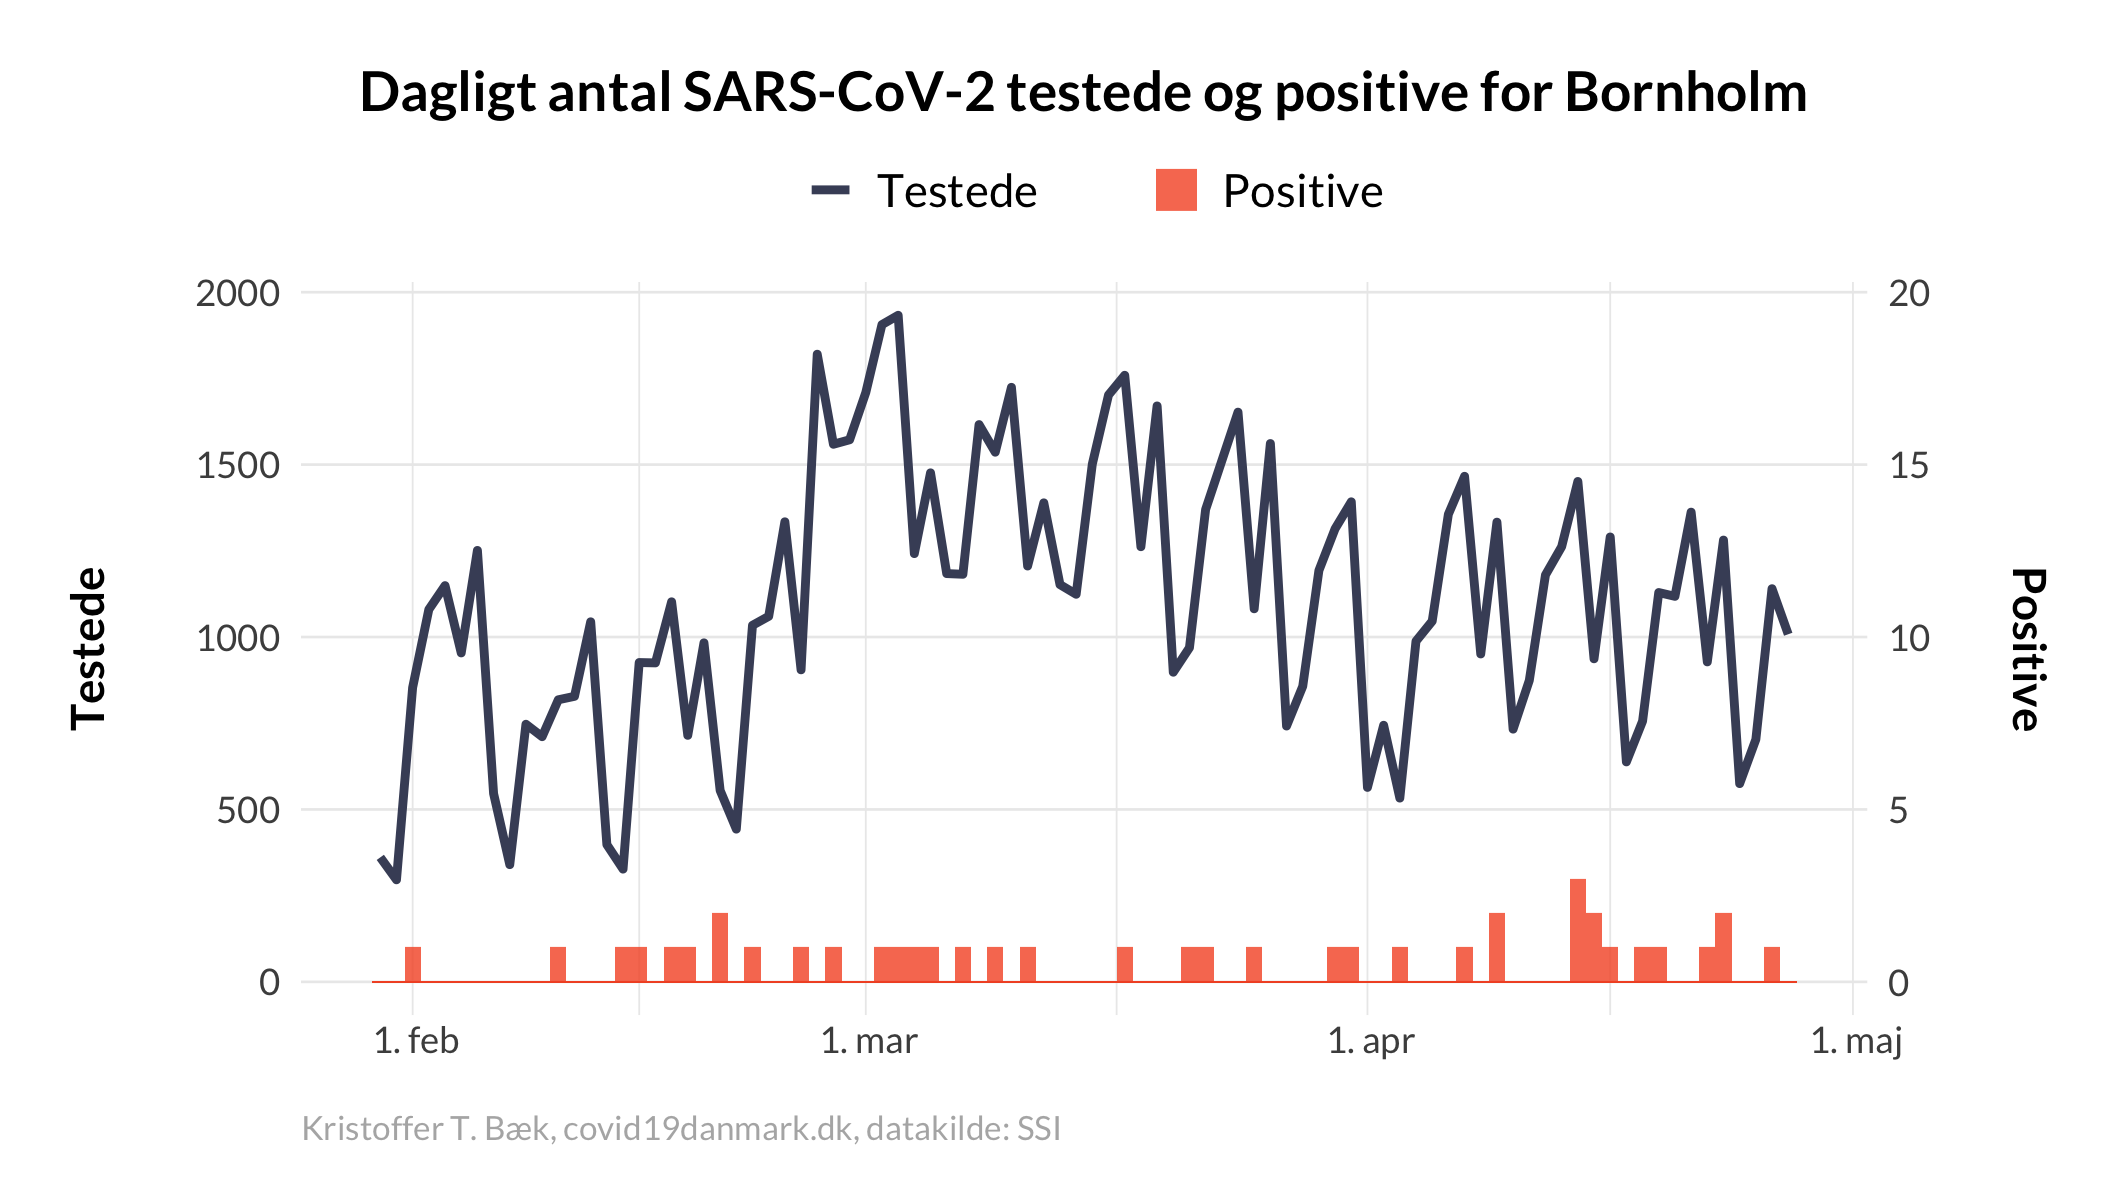 Dagligt antal SARS-CoV-2 testede og positive for Bornholm
Testede
Positive
2000
1500
1000
500
0
Testede
20
15
10
5
0
Positive
1. feb
1. mar
1. apr
1. maj
Kristoffer T. Bæk, covid19danmark.dk, datakilde: SSI